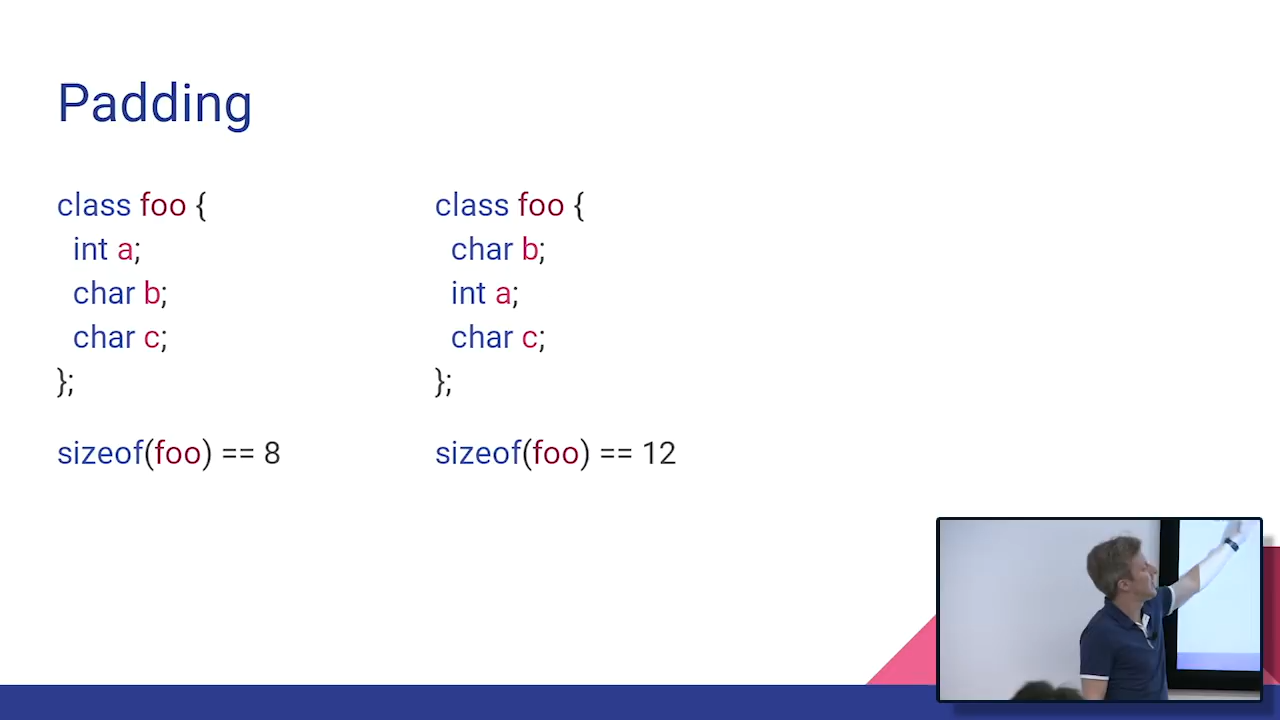 Padding
class foo {
int a;
char b;
char c;
};
sizeof(foo) == 8
class foo {
char b;
int a;
char c;
};
sizeof(foo) == 12